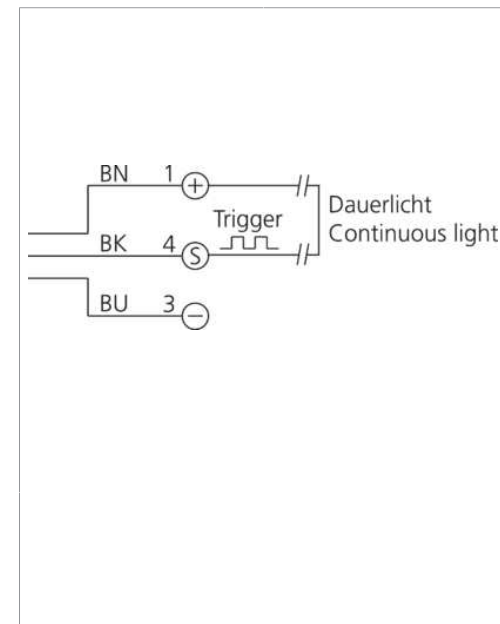 BN 1 +
Trigger
BK 4 S
BU 3 −
Dauerlicht
Continuous light